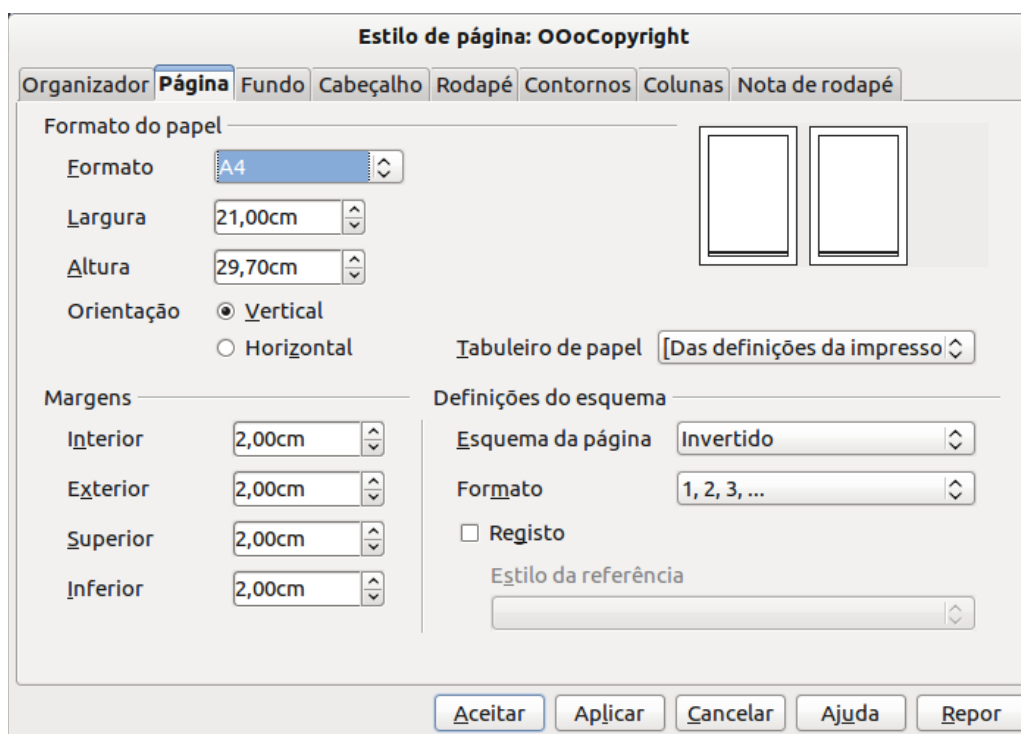 Estilo de página: OOoCopyright
Organizador Página Fundo Cabeçalho Rodapé Contornos Colunas Nota de rodapé
Formato do papel
Formato A4
Largura 21,00cm
Altura 29,70cm
Orientação Vertical
Horizontal
Tabuleiro de papel [Das definições da impresso
Margens
Interior 2,00cm
Exterior 2,00cm
Superior 2,00cm
Inferior 2,00cm
Definições do esquema
Esquema da página Invertido
Formato 1, 2, 3, ...
Registo
Estilo da referência
Aceitar Aplicar Cancelar Ajuda Repor